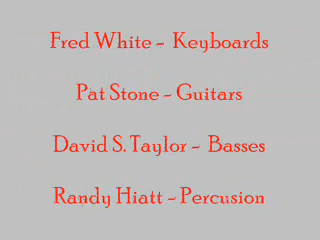 Fred White - Keyboards
Pat Stone - Guitars
David S. Taylor - Basses
Randy Hiatt - Percusion